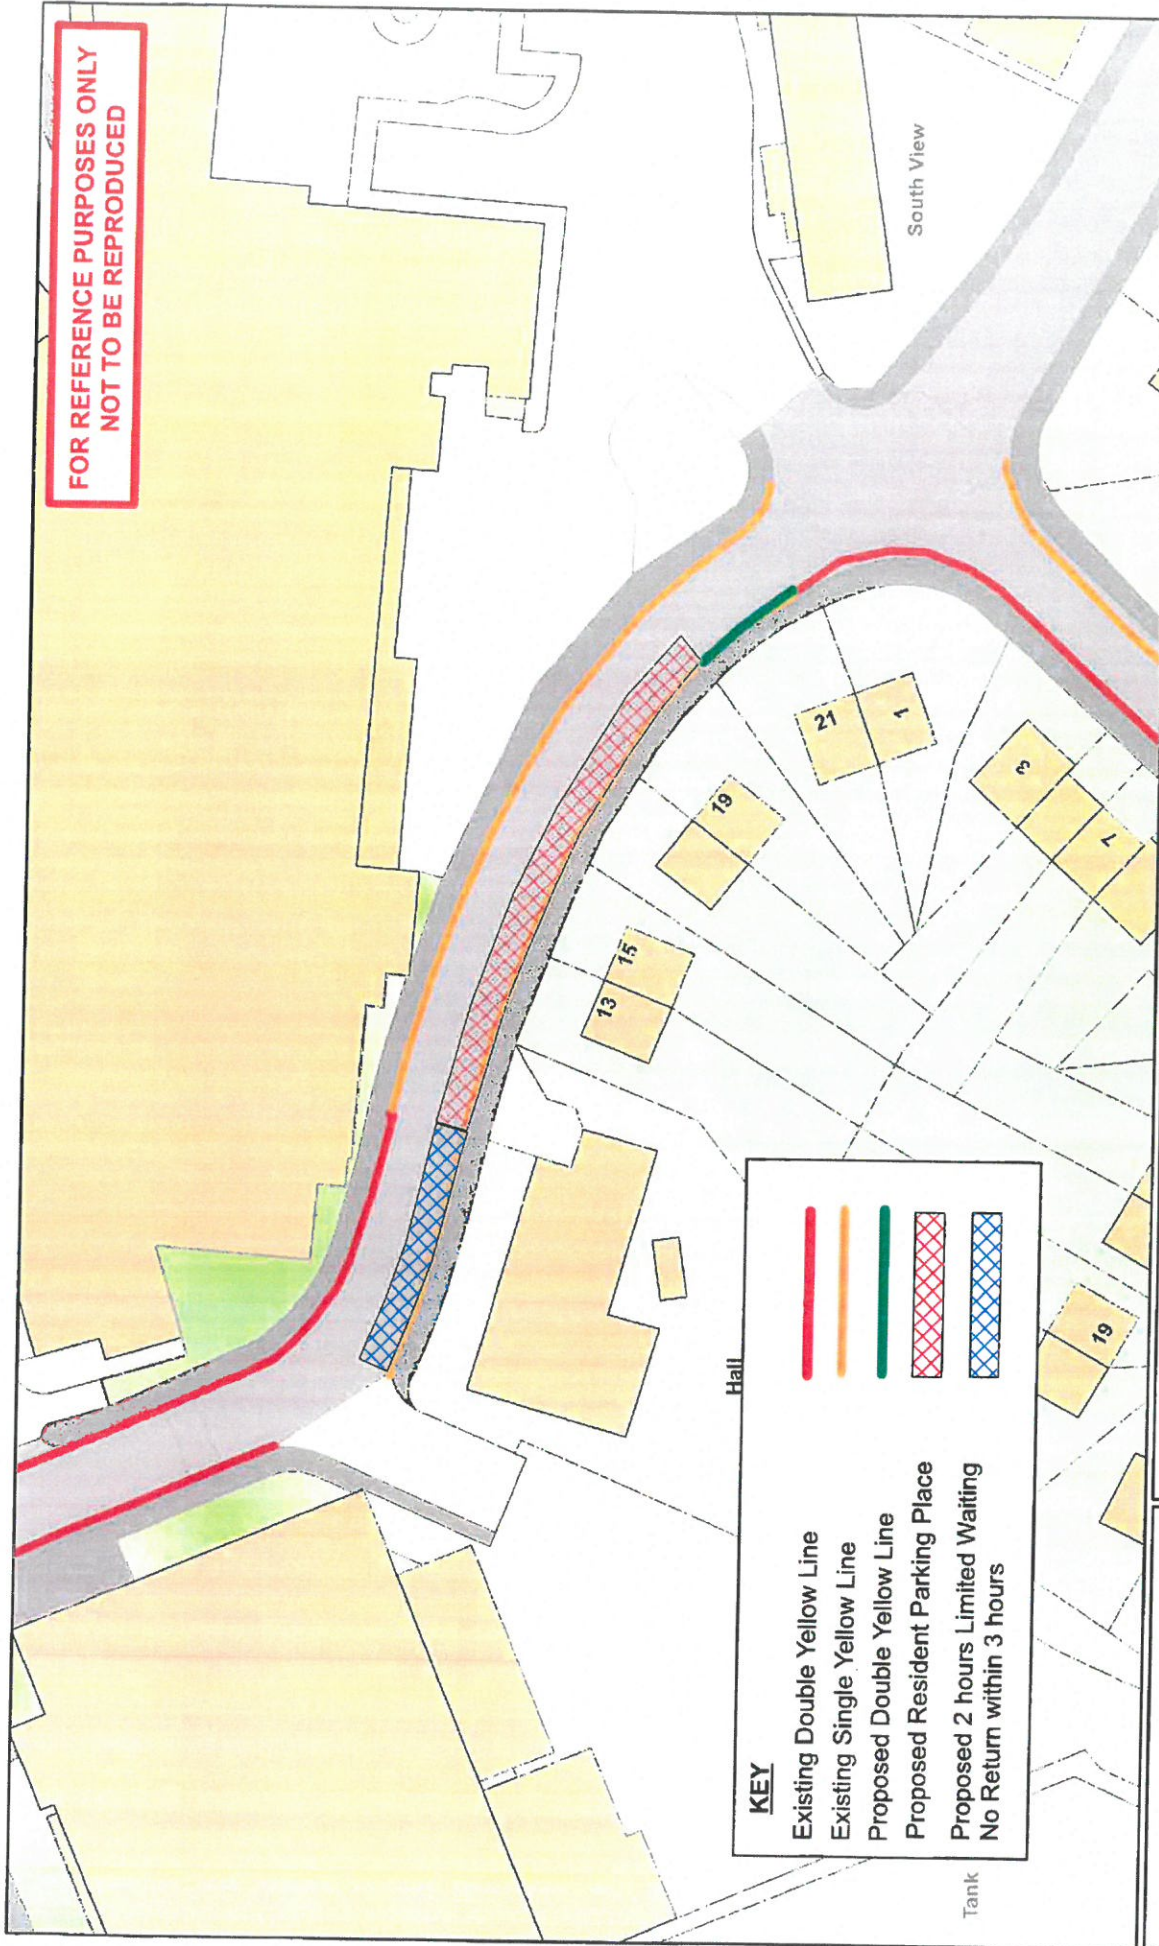 FOR REFERENCE PURPOSES ONLY
NOT TO BE REPRODUCED
South View
21
1
19
3
7
15
13
Hall
19
KEY
Existing Double Yellow Line
Existing Single Yellow Line
Proposed Double Yellow Line
Proposed Resident Parking Place
Proposed 2 hours Limited Waiting
No Return within 3 hours
Tank